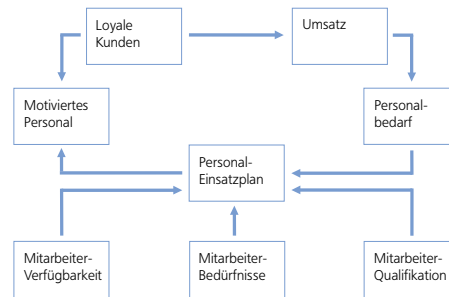 Loyale
Kunden
Umsatz
Motiviertes
Personal
Personal-
bedarf
Personal-
Einsatzplan
Mitarbeiter-
Verfügbarkeit
Mitarbeiter-
Bedürfnisse
Mitarbeiter-
Qualifikation